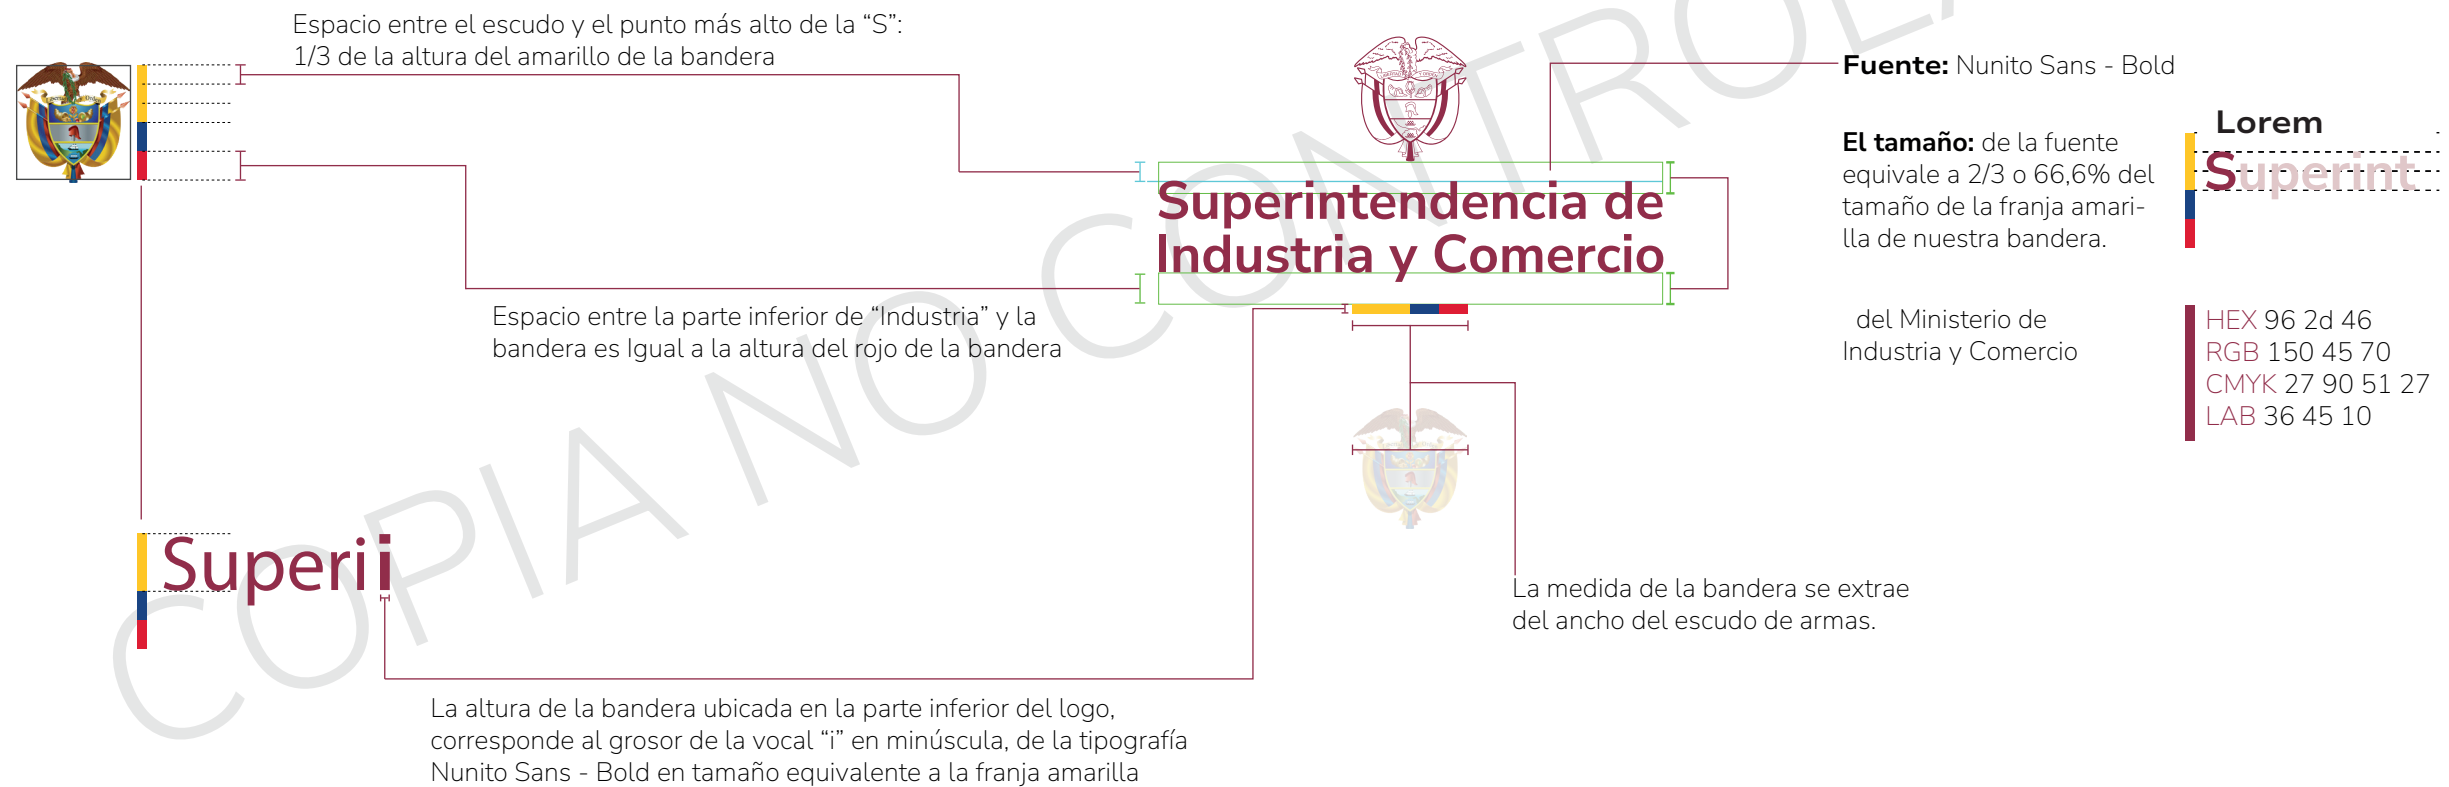 Espacio entre el escudo y el punto más alto de la “S”:
1/3 de la altura del amarillo de la bandera
Superintendencia de
Industria y Comercio
Espacio entre la parte inferior de “Industria” y la
bandera es Igual a la altura del rojo de la bandera
Fuente: Nunito Sans - Bold
El tamaño: de la fuente
equivale a 2/3 o 66,6% del
tamaño de la franja amari-
lla de nuestra bandera.
Lorem
Superint
del Ministerio de
Industria y Comercio
HEX 96 2d 46
RGB 150 45 70
CMYK 27 90 51 27
LAB 36 45 10
Superii
La medida de la bandera se extrae
del ancho del escudo de armas.
La altura de la bandera ubicada en la parte inferior del logo,
corresponde al grosor de la vocal “i” en minúscula, de la tipografía
Nunito Sans - Bold en tamaño equivalente a la franja amarilla
COPIA NO CONTROL